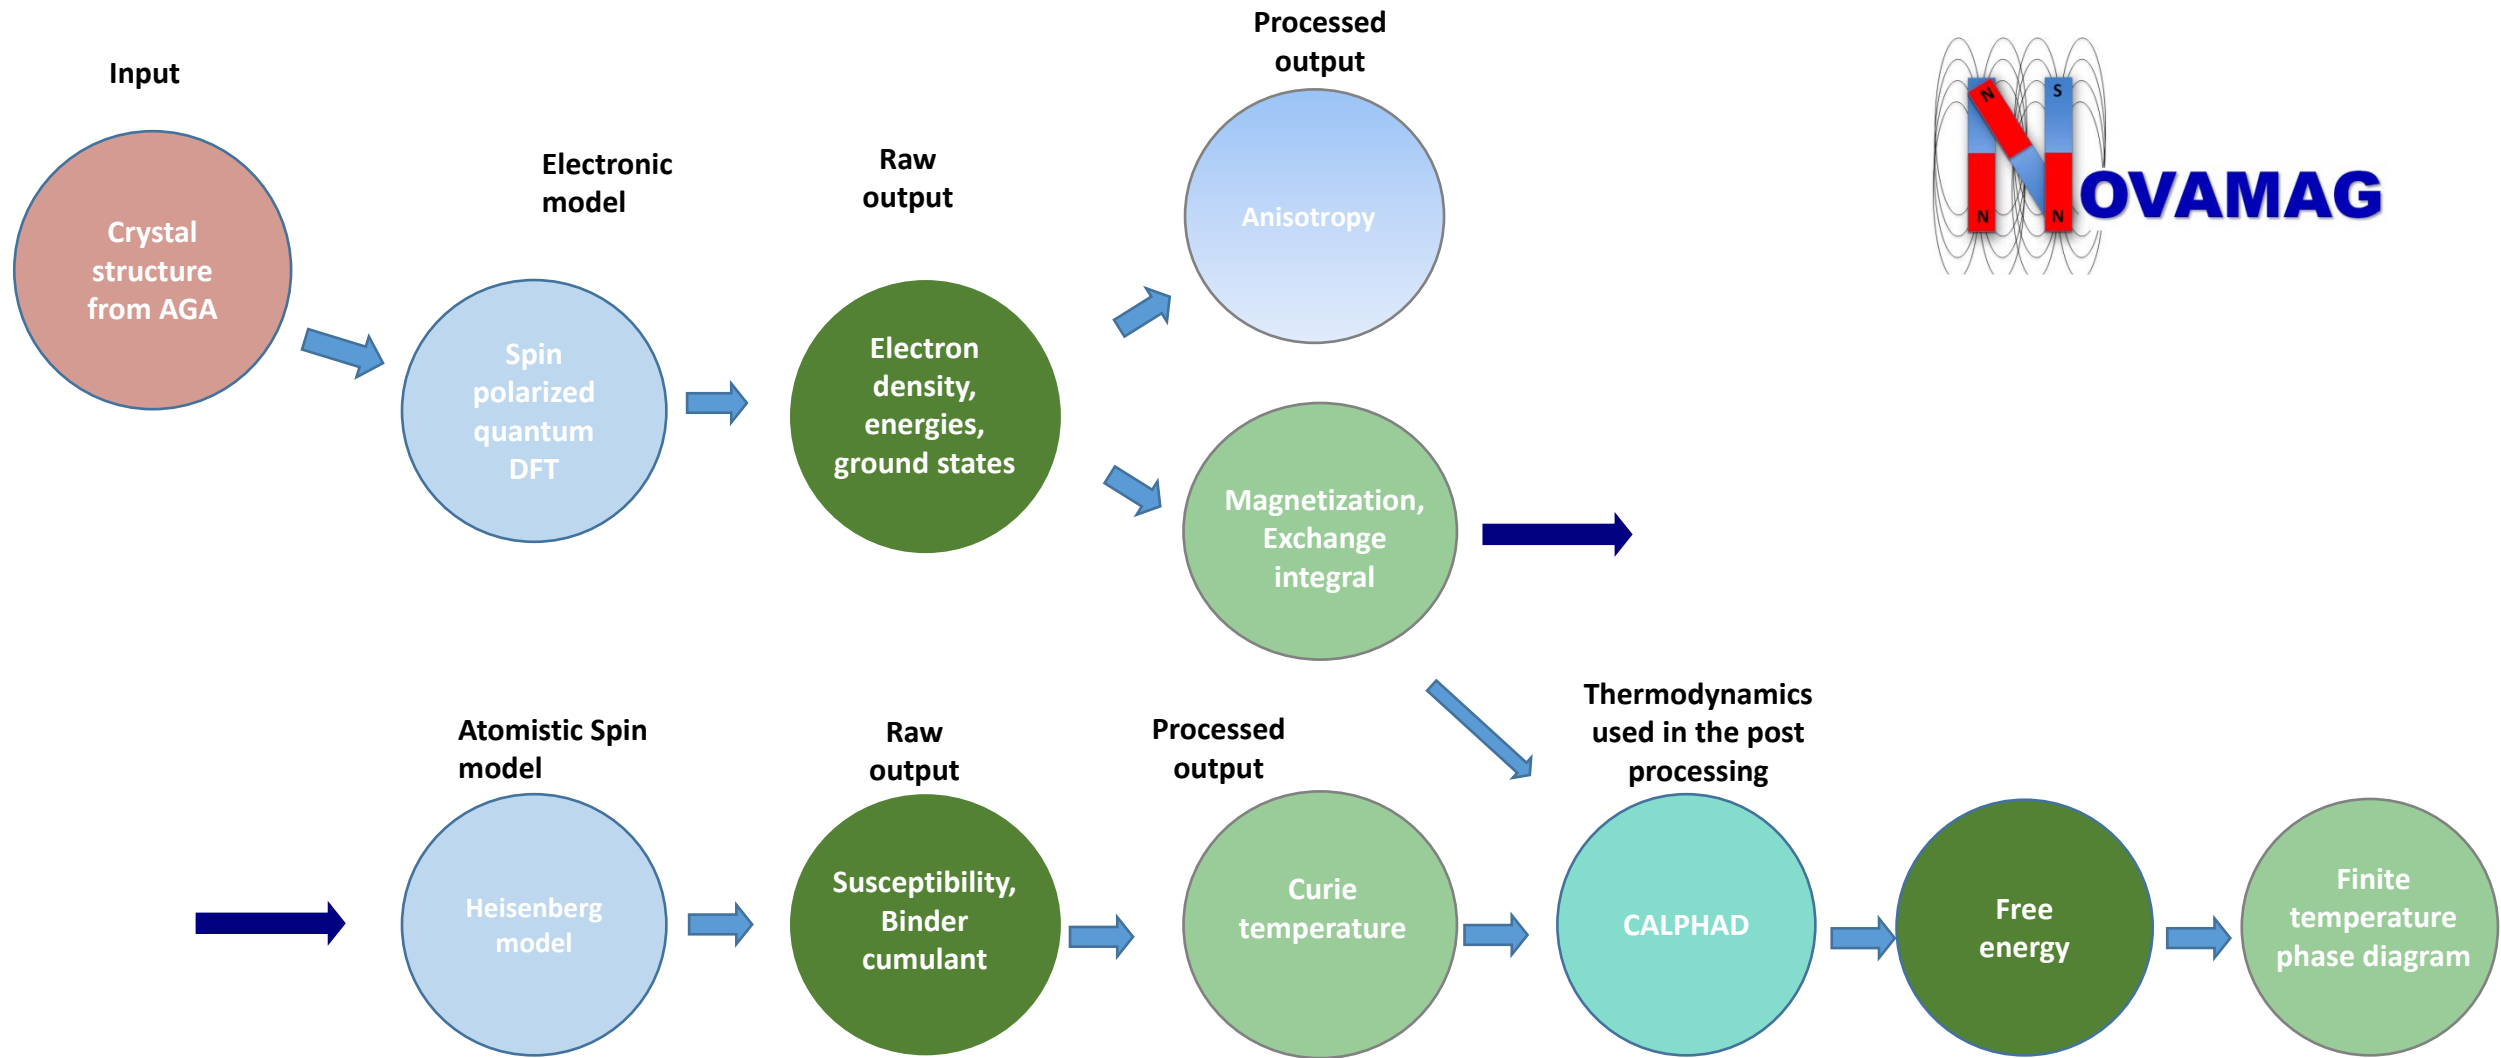 Input
Crystal
structure
from AGA
Electronic
model
Spin
polarized
quantum
DFT
Raw
output
Electron
density,
energies,
ground states
Processed
output
Anisotropy
Magnetization,
Exchange
integral
N
S
N
N
OVAMAG
Atomistic Spin
model
Heisenberg
model
Raw
output
Susceptibility,
Binder
cumulant
Processed
output
Curie
temperature
Thermodynamics
used in the post
processing
CALPHAD
Free
energy
Finite
temperature
phase diagram